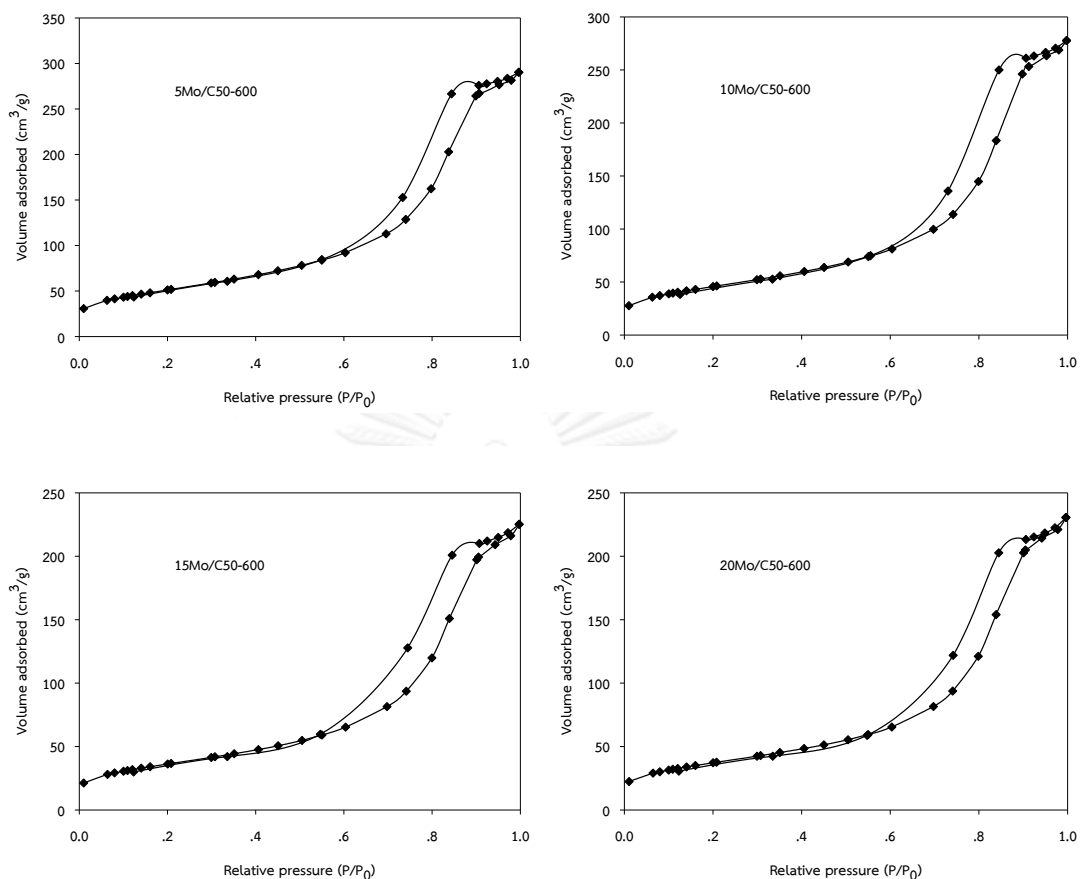 350
300
250
200
150
100
50
0
Volume adsorbed (cm³/g)
5Mo/C50-600
0.0 .2 .4 .6 .8 1.0
Relative pressure (P/P₀)
300
250
200
150
100
50
0
Volume adsorbed (cm³/g)
10Mo/C50-600
0.0 .2 .4 .6 .8 1.0
Relative pressure (P/P₀)
250
200
150
100
50
0
Volume adsorbed (cm³/g)
15Mo/C50-600
0.0 .2 .4 .6 .8 1.0
Relative pressure (P/P₀)
250
200
150
100
50
0
Volume adsorbed (cm³/g)
20Mo/C50-600
0.0 .2 .4 .6 .8 1.0
Relative pressure (P/P₀)